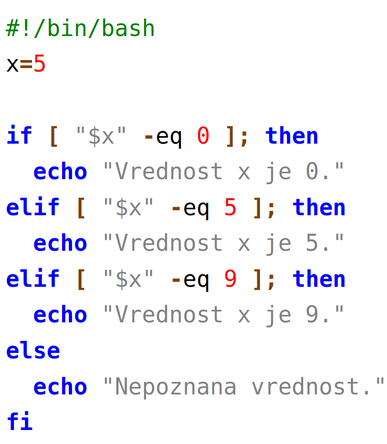 #!/bin/bash
x=5

if [ "$x" -eq 0 ]; then
  echo "Vrednost x je 0."
elif [ "$x" -eq 5 ]; then
  echo "Vrednost x je 5."
elif [ "$x" -eq 9 ]; then
  echo "Vrednost x je 9."
else
  echo "Nepoznana vrednost."
fi